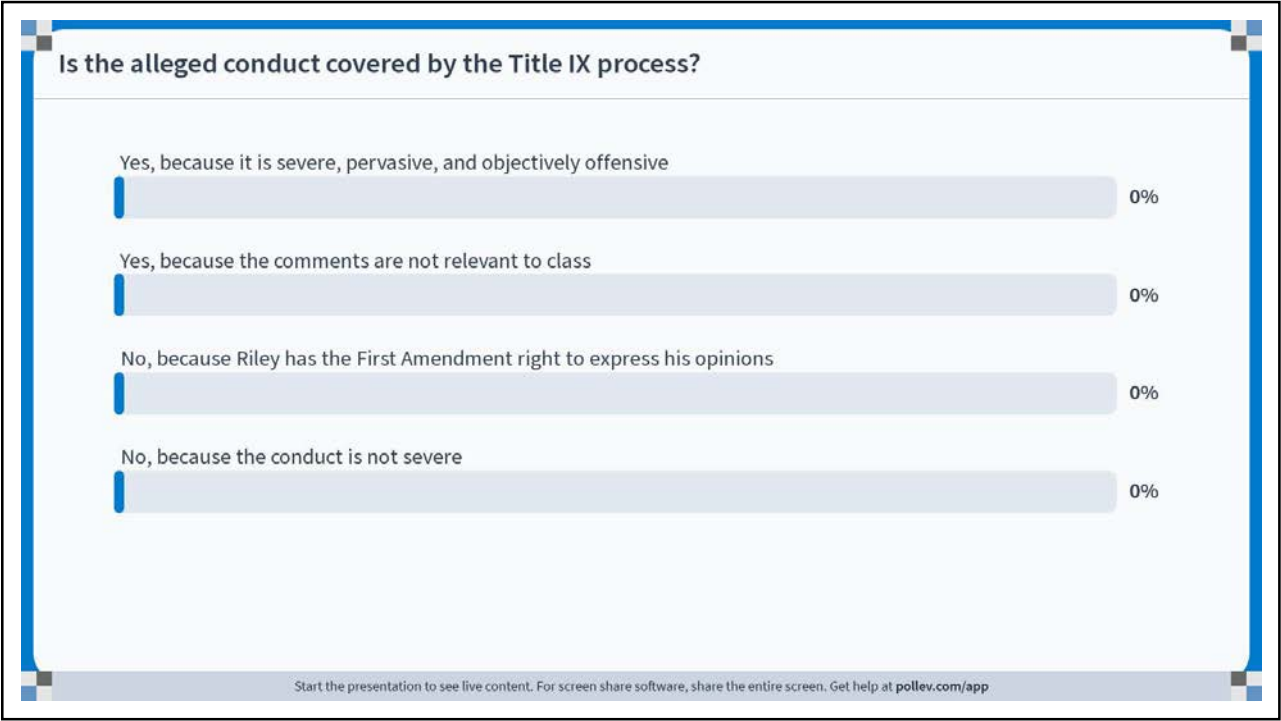 Is the alleged conduct covered by the Title IX process?
Yes, because it is severe, pervasive, and objectively offensive
0%
Yes, because the comments are not relevant to class
0%
No, because Riley has the First Amendment right to express his opinions
0%
No, because the conduct is not severe
0%
Start the presentation to see live content. For screen share software, share the entire screen. Get help at pollev.com/app